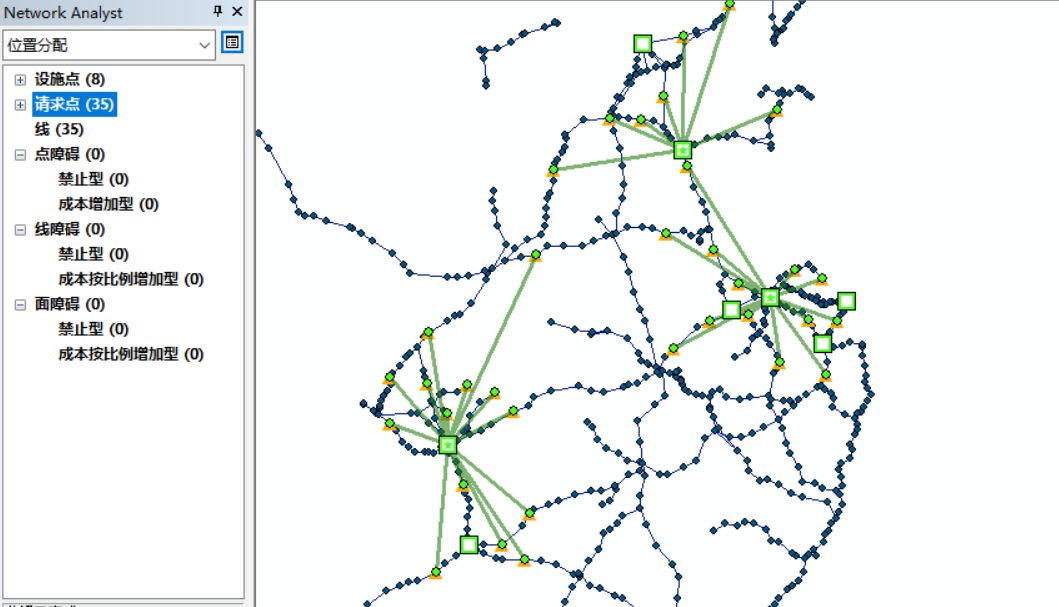 Network Analyst
位置分配
设施点 (8)
请求点 (35)
线 (35)
点障碍 (0)
禁止型 (0)
成本增加型 (0)
线障碍 (0)
禁止型 (0)
成本按比例增加型 (0)
面障碍 (0)
禁止型 (0)
成本按比例增加型 (0)